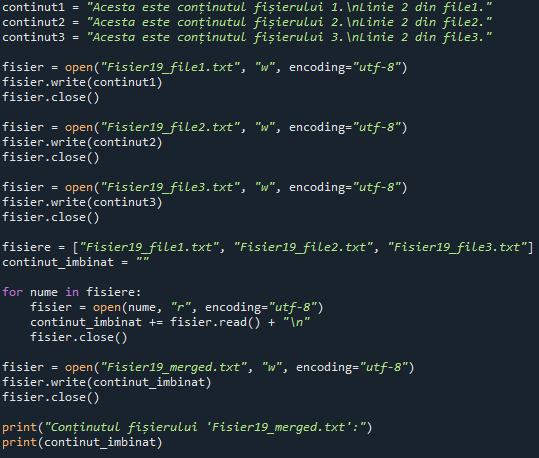 continut1 = "Acesta este conținutul fișierului 1.\nLinie 2 din file1."
continut2 = "Acesta este conținutul fișierului 2.\nLinie 2 din file2."
continut3 = "Acesta este conținutul fișierului 3.\nLinie 2 din file3."

fisier = open("Fisier19_file1.txt", "w", encoding="utf-8")
fisier.write(continut1)
fisier.close()

fisier = open("Fisier19_file2.txt", "w", encoding="utf-8")
fisier.write(continut2)
fisier.close()

fisier = open("Fisier19_file3.txt", "w", encoding="utf-8")
fisier.write(continut3)
fisier.close()

fisiere = ["Fisier19_file1.txt", "Fisier19_file2.txt", "Fisier19_file3.txt"]
continut_imbinat = ""

for nume in fisiere:
    fisier = open(nume, "r", encoding="utf-8")
    continut_imbinat += fisier.read() + "\n"
    fisier.close()

fisier = open("Fisier19_merged.txt", "w", encoding="utf-8")
fisier.write(continut_imbinat)
fisier.close()

print("Conținutul fișierului 'Fisier19_merged.txt':")
print(continut_imbinat)